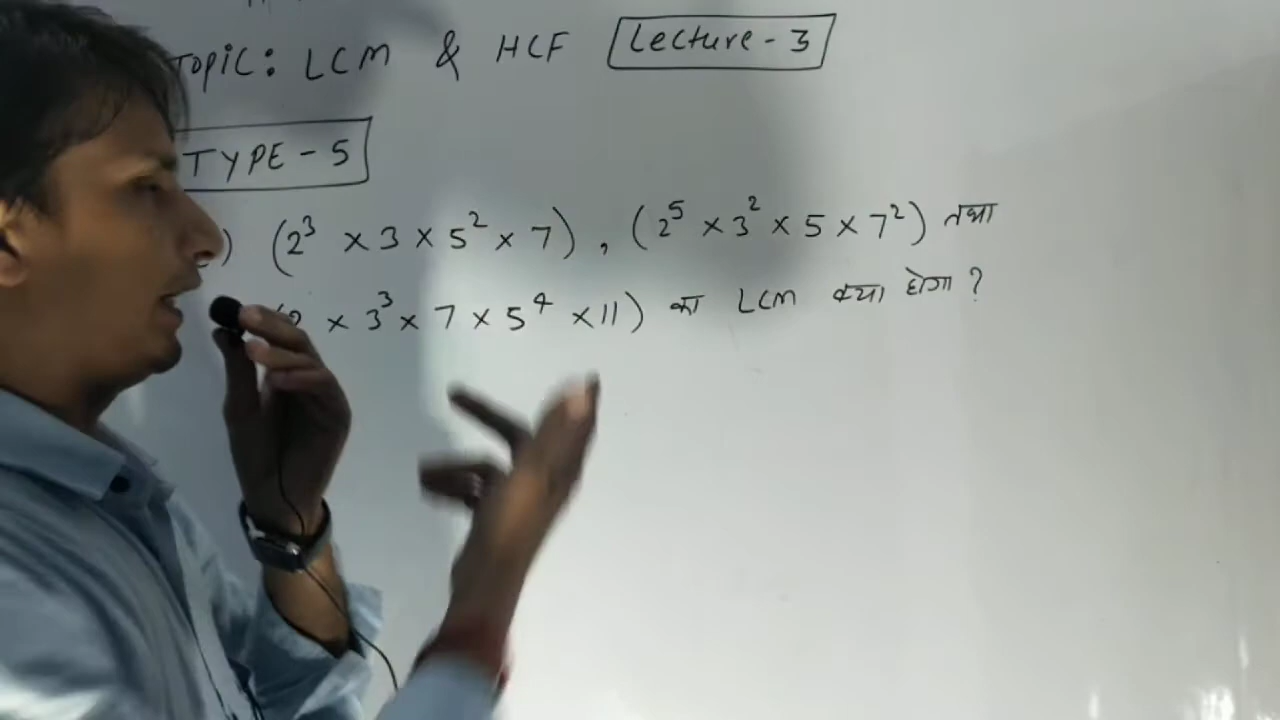 Topic: LCM & HCF Lecture-3
TYPE-5
) (2³ × 3 × 5² × 7), (2⁵ × 3² × 5 × 7²) तथा
(2 × 3³ × 7 × 5⁴ × 11) का LCM क्या होगा?